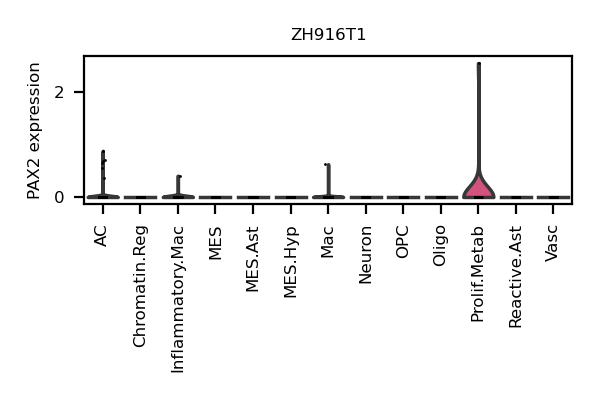 ZH916T1
PAX2 expression
2
0
AC
Chromatin.Reg
Inflammatory.Mac
MES
MES.Ast
MES.Hyp
Mac
Neuron
OPC
Oligo
Prolif.Metab
Reactive.Ast
Vasc